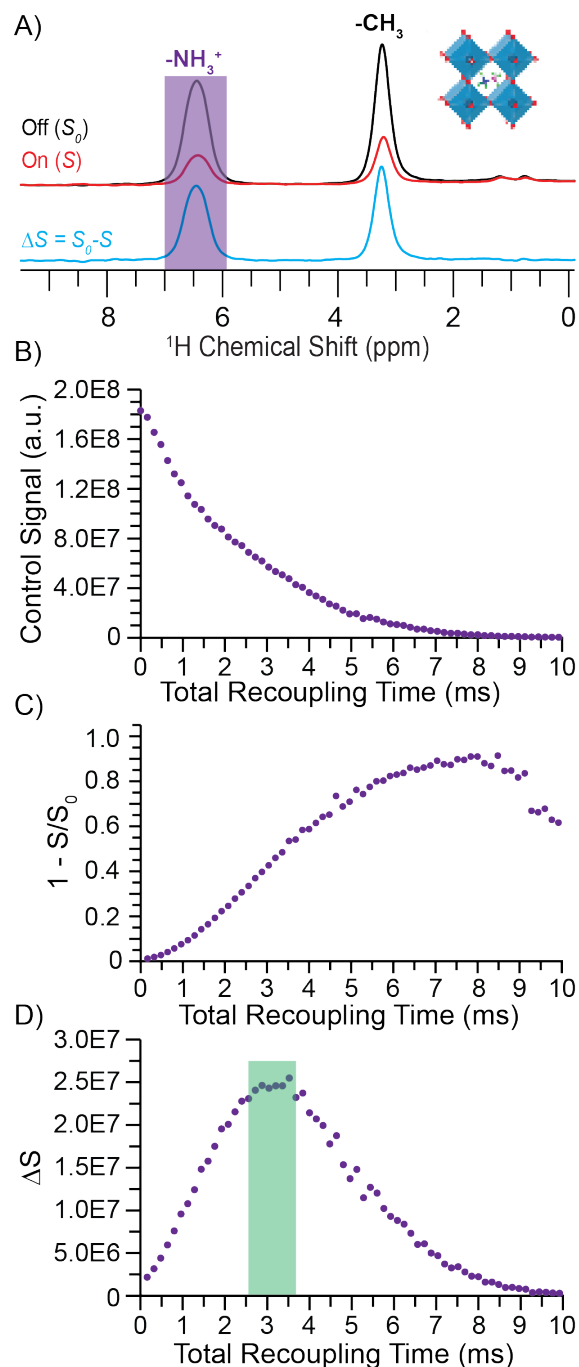 A)
-CH₃
-NH₃⁺
Off (S₀)
On (S)
ΔS = S₀-S
8 6 4 2 0
¹H Chemical Shift (ppm)
B)
Control Signal (a.u.)
2.0E8
1.6E8
1.2E8
8.0E7
4.0E7
0
0 1 2 3 4 5 6 7 8 9 10
Total Recoupling Time (ms)
C)
1 - S/S₀
1.0
0.8
0.6
0.4
0.2
0
0 1 2 3 4 5 6 7 8 9 10
Total Recoupling Time (ms)
D)
ΔS
3.0E7
2.5E7
2.0E7
1.5E7
1.0E7
5.0E6
0
0 1 2 3 4 5 6 7 8 9 10
Total Recoupling Time (ms)